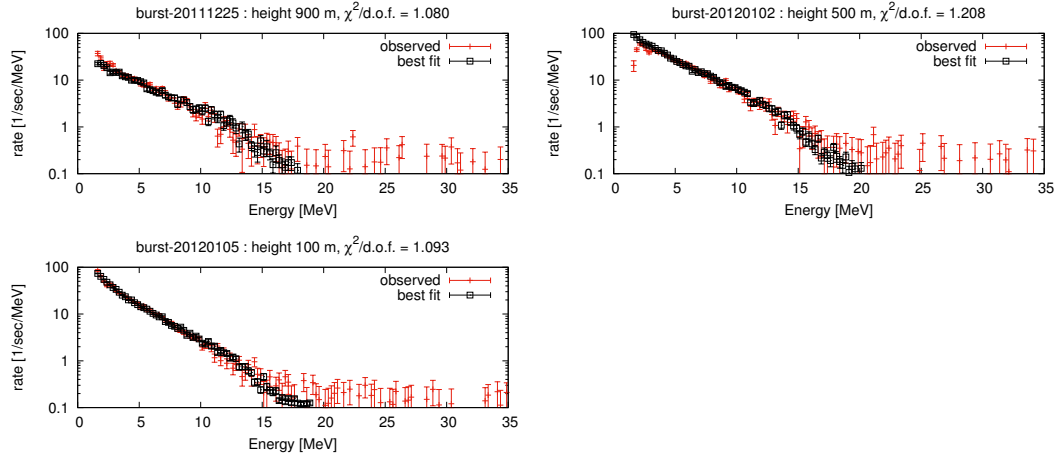 burst-20111225 : height 900 m, χ²/d.o.f. = 1.080
100
10
1
0.1
rate [1/sec/MeV]
observed
best fit
0 5 10 15 20 25 30 35
Energy [MeV]
burst-20120102 : height 500 m, χ²/d.o.f. = 1.208
100
10
1
0.1
rate [1/sec/MeV]
observed
best fit
0 5 10 15 20 25 30 35
Energy [MeV]
burst-20120105 : height 100 m, χ²/d.o.f. = 1.093
100
10
1
0.1
rate [1/sec/MeV]
observed
best fit
0 5 10 15 20 25 30 35
Energy [MeV]